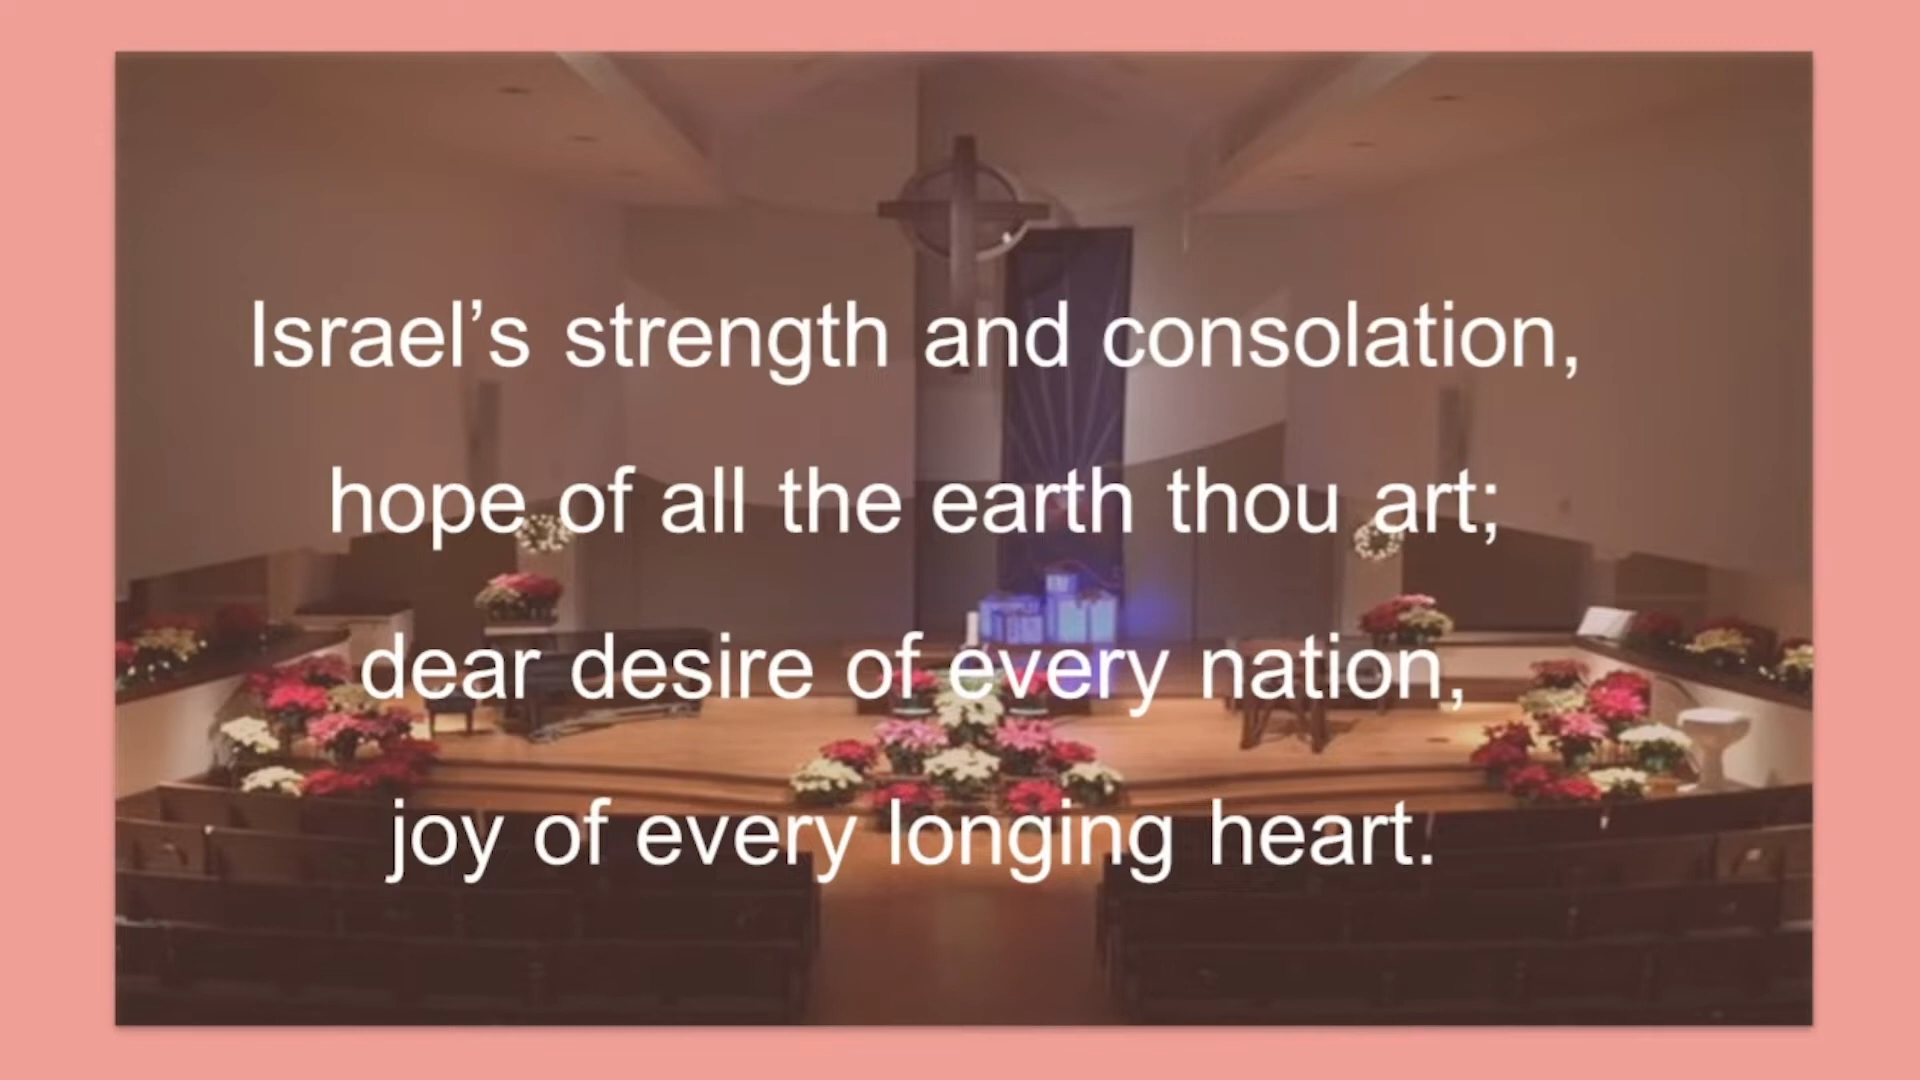 Israel’s strength and consolation,
hope of all the earth thou art;
dear desire of every nation,
joy of every longing heart.